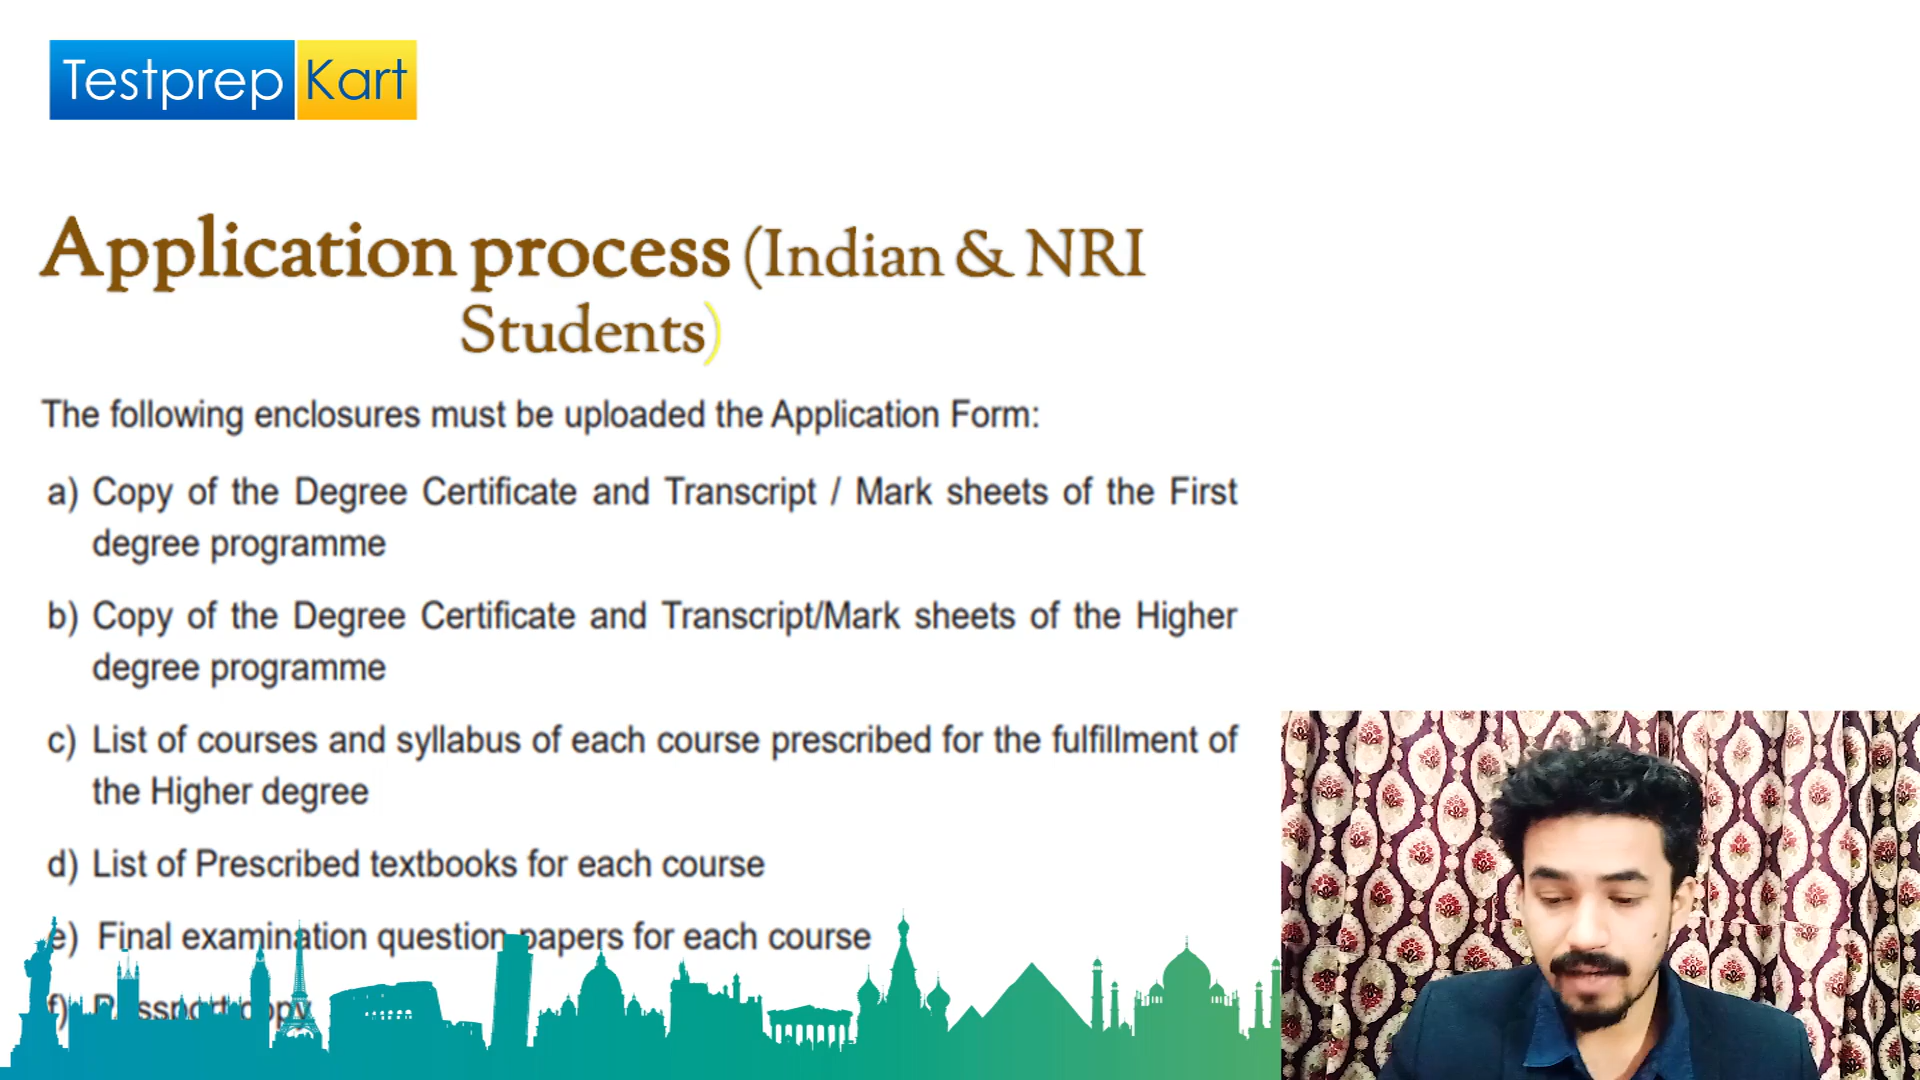 Testprep Kart
Application process (Indian & NRI
Students)
The following enclosures must be uploaded the Application Form:
a) Copy of the Degree Certificate and Transcript / Mark sheets of the First
degree programme
b) Copy of the Degree Certificate and Transcript/Mark sheets of the Higher
degree programme
c) List of courses and syllabus of each course prescribed for the fulfillment of
the Higher degree
d) List of Prescribed textbooks for each course
e) Final examination question papers for each course
f) Passport copy